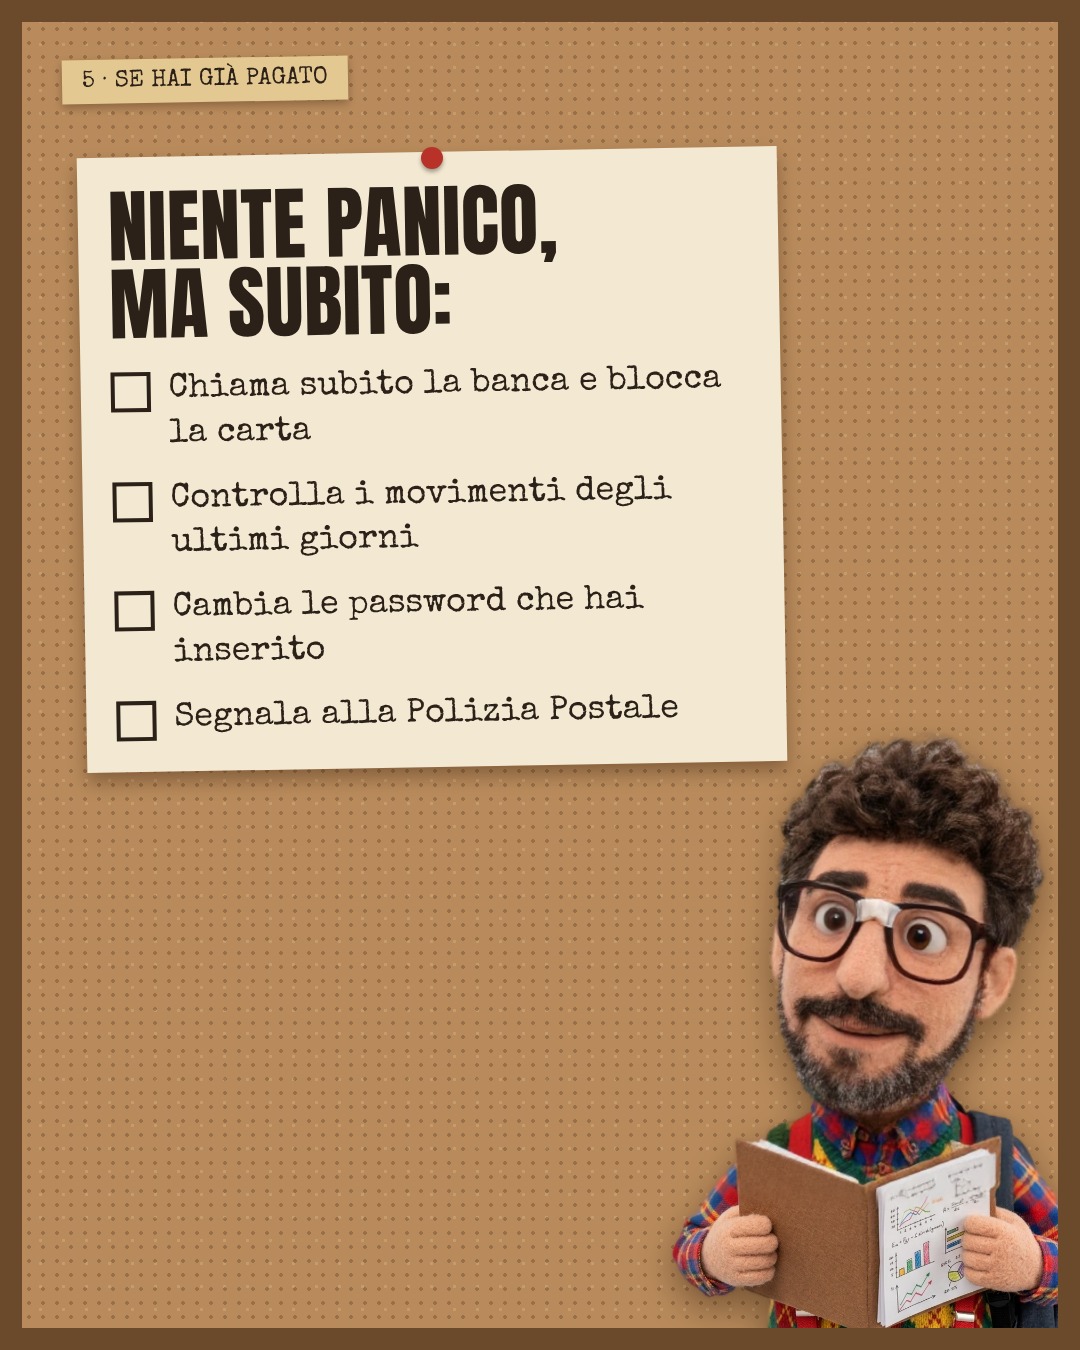 5 · SE HAI GIÀ PAGATO
NIENTE PANICO,
MA SUBITO:
Chiama subito la banca e blocca
la carta
Controlla i movimenti degli
ultimi giorni
Cambia le password che hai
inserito
Segnala alla Polizia Postale